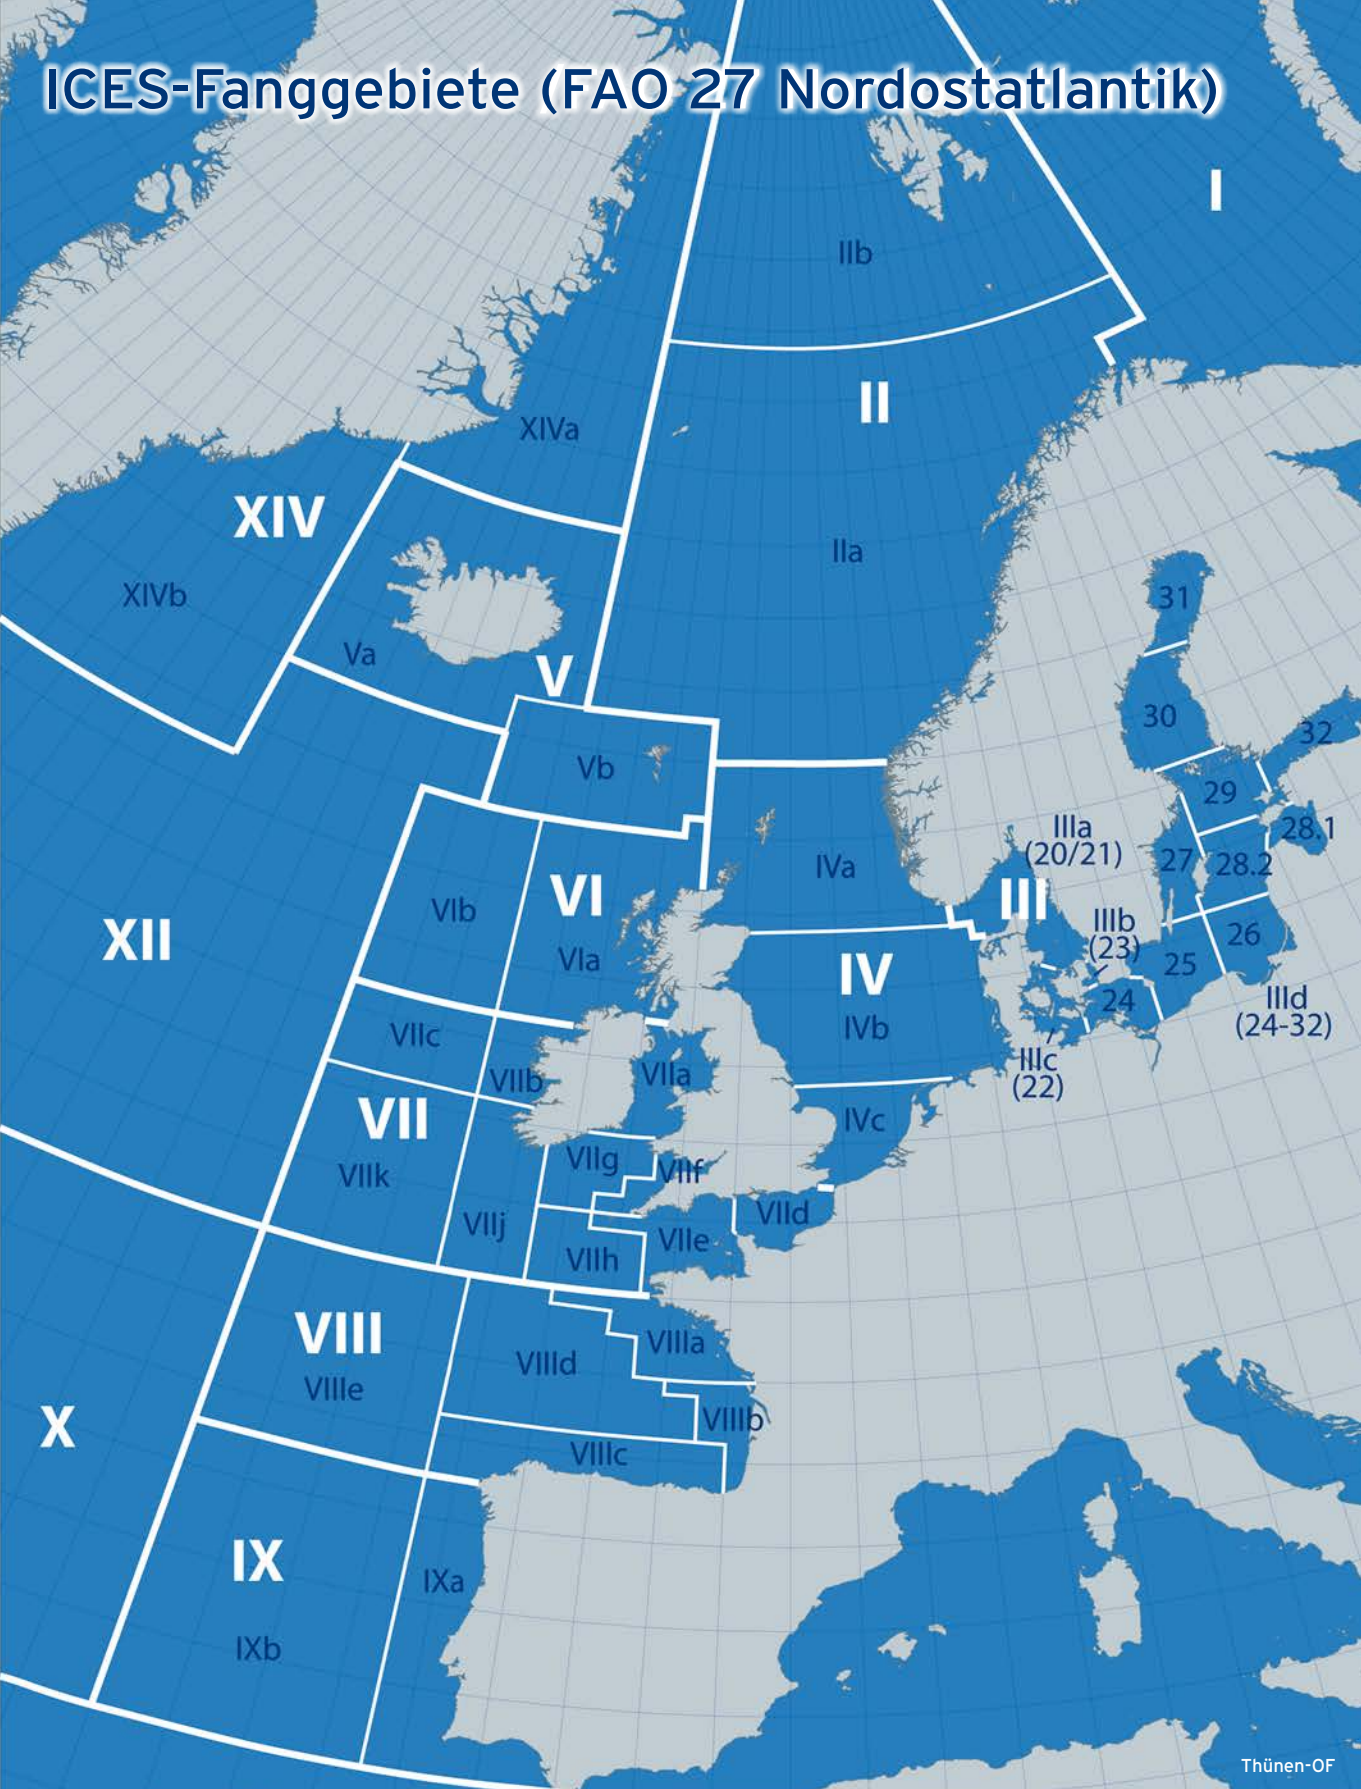 ICES-Fanggebiete (FAO 27 Nordostatlantik)
I
IIb
II
XIVa
XIV
IIa
XIVb
31
Va
V
30
32
Vb
29
IIIa
(20/21)
28.1
27
28.2
IVa
VI
III
VIb
IIIb
(23)
26
XII
VIa
IV
25
24
IIId
(24-32)
IVb
VIIc
IIIc
(22)
VIIb
VIIa
VII
IVc
VIIg
VIIf
VIIk
VIId
VIIj
VIIe
VIIh
VIII
VIIIa
VIIId
VIIIe
X
VIIIb
VIIIc
IX
IXa
IXb
Thünen-OF